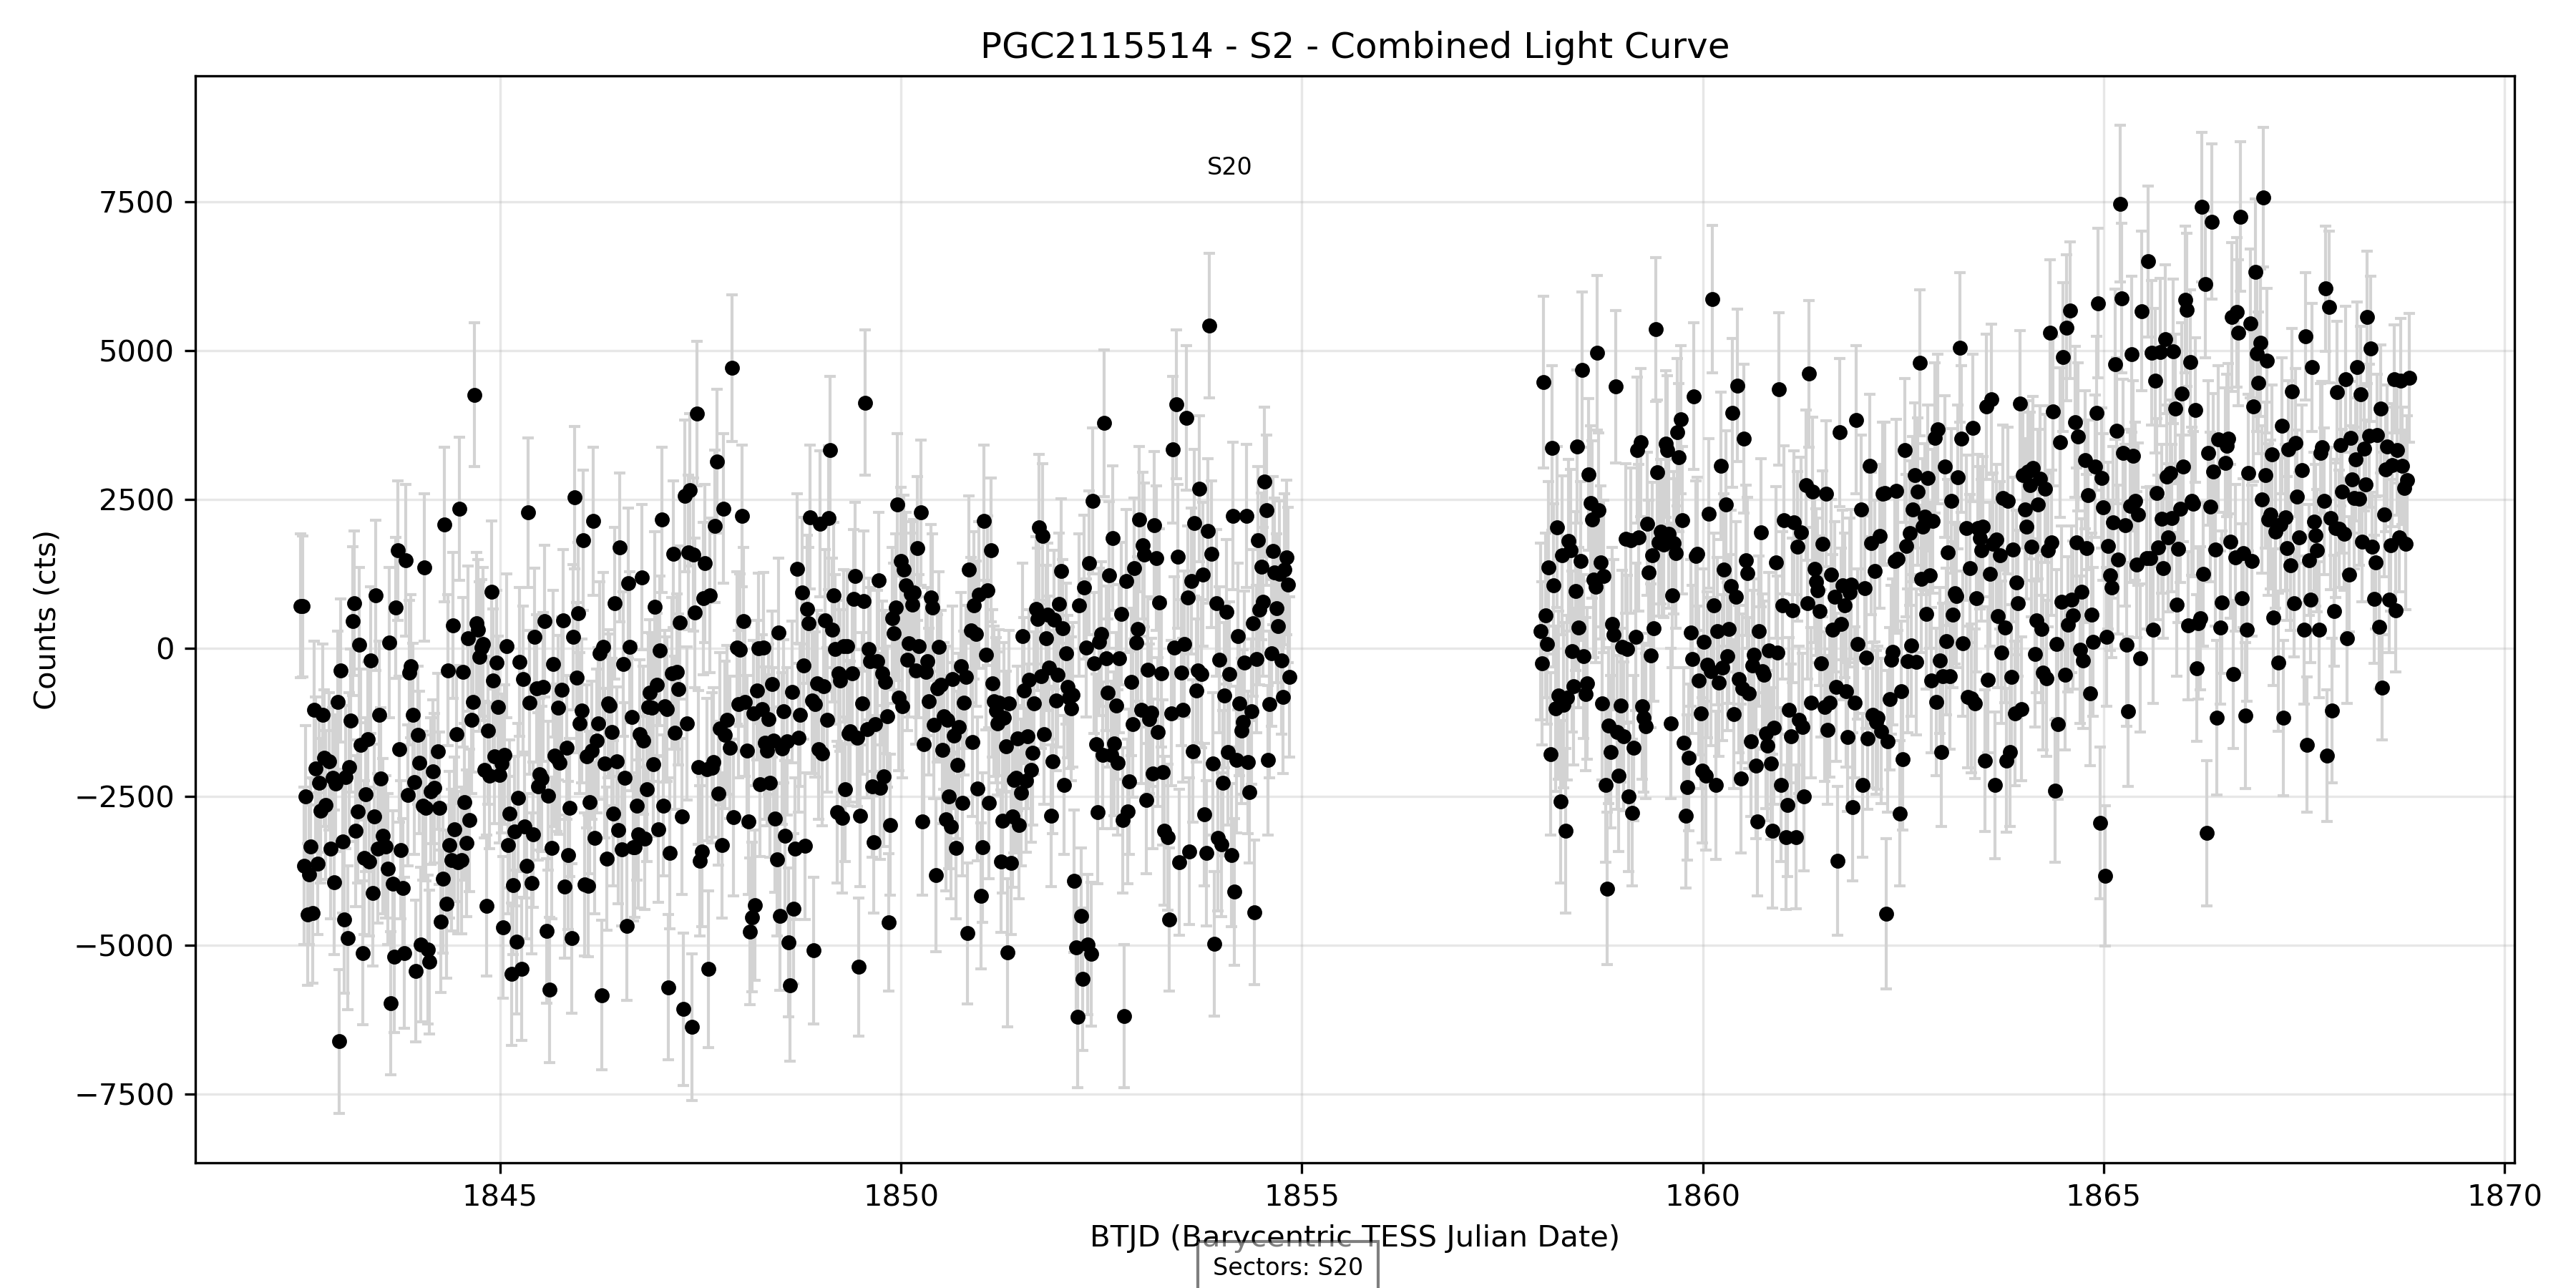 PGC2115514 - S2 - Combined Light Curve
S20
7500
5000
2500
0
−2500
−5000
−7500
Counts (cts)
1845 1850 1855 1860 1865 1870
BTJD (Barycentric TESS Julian Date)
Sectors: S20